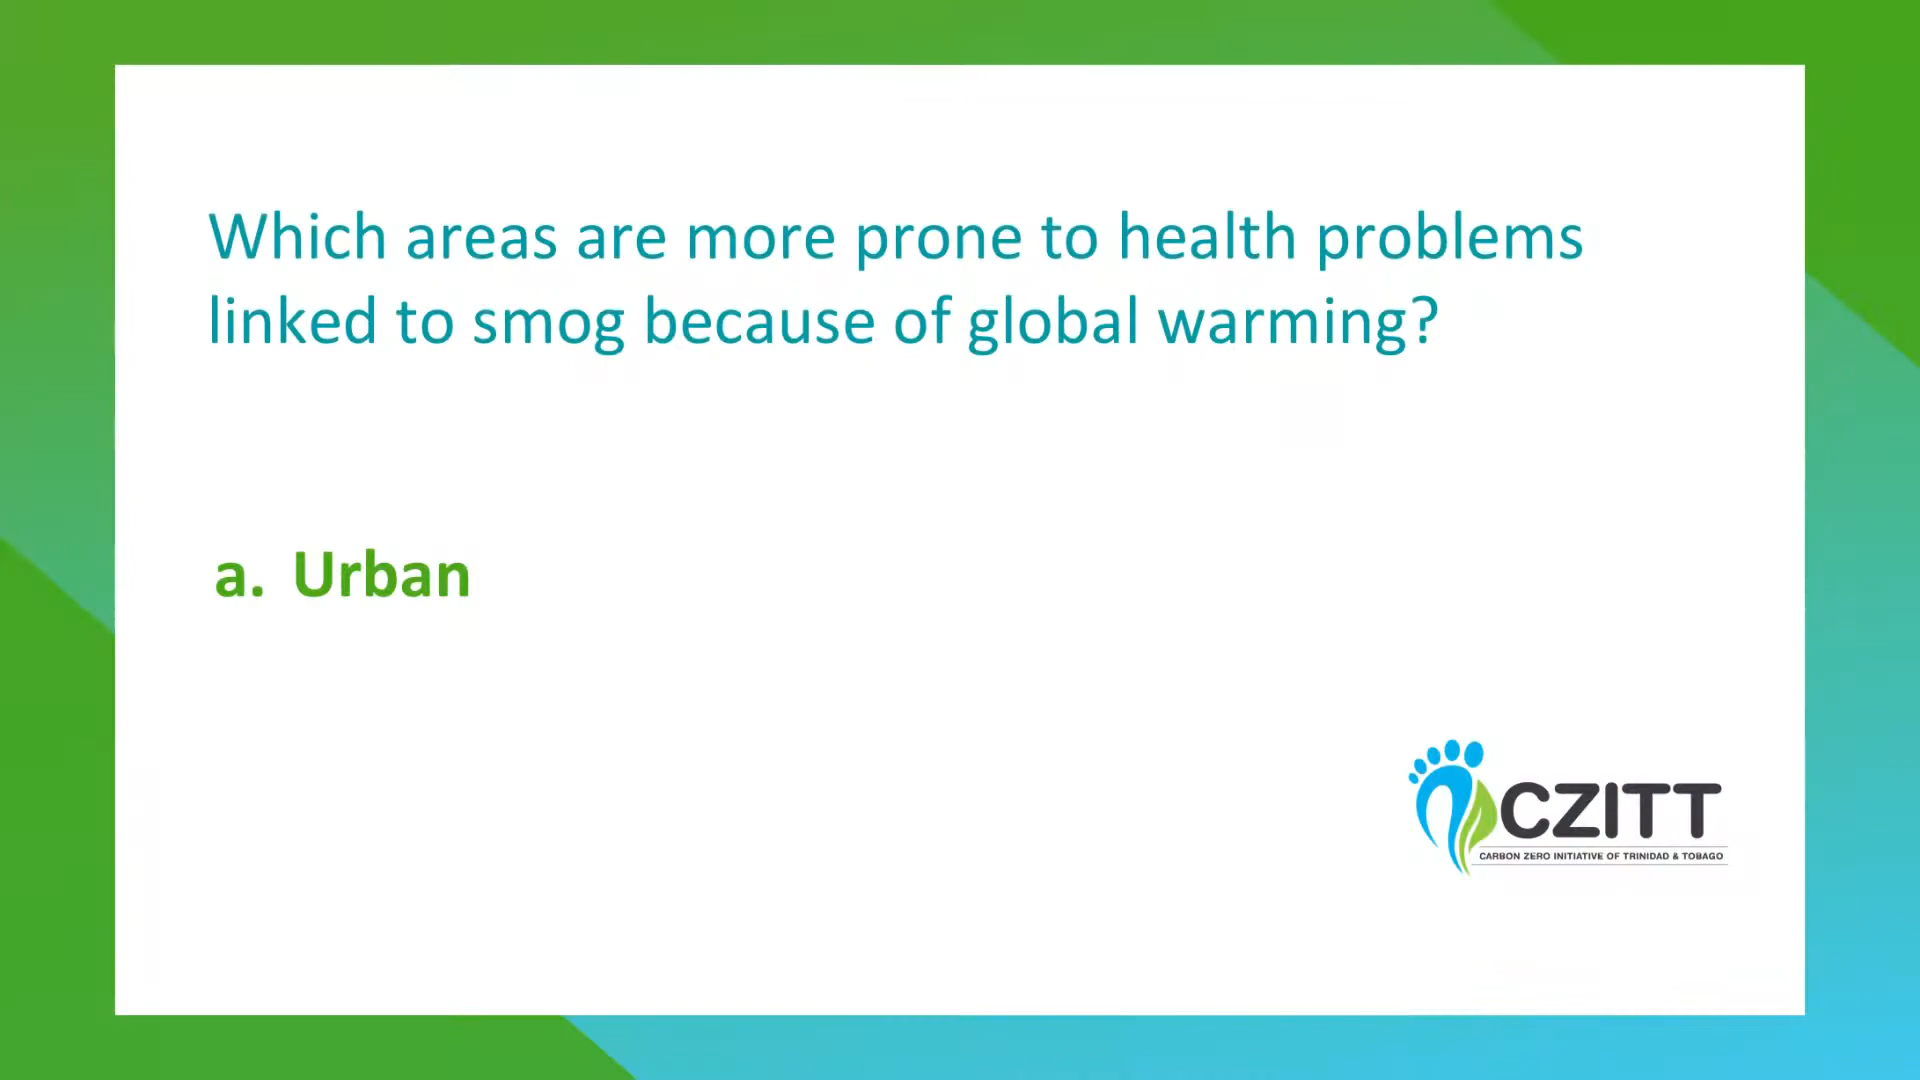 Which areas are more prone to health problems
linked to smog because of global warming?
a. Urban
CZITT
CARBON ZERO INITIATIVE OF TRINIDAD & TOBAGO